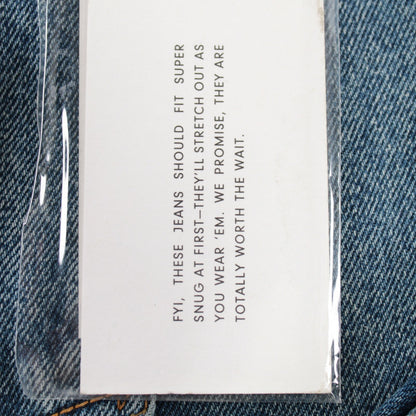 FYI, THESE JEANS SHOULD FIT SUPER
SNUG AT FIRST—THEY'LL STRETCH OUT AS
YOU WEAR 'EM. WE PROMISE, THEY ARE
TOTALLY WORTH THE WAIT.